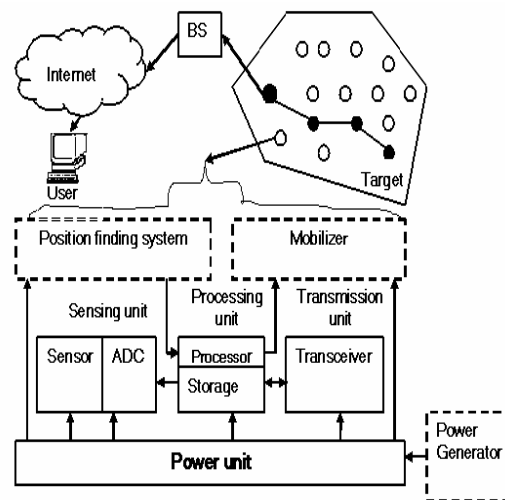 BS
Internet
User
Target
Position finding system
Mobilizer
Sensing unit
Processing
unit
Transmission
unit
Sensor
ADC
Processor
Storage
Transceiver
Power
Generator
Power unit